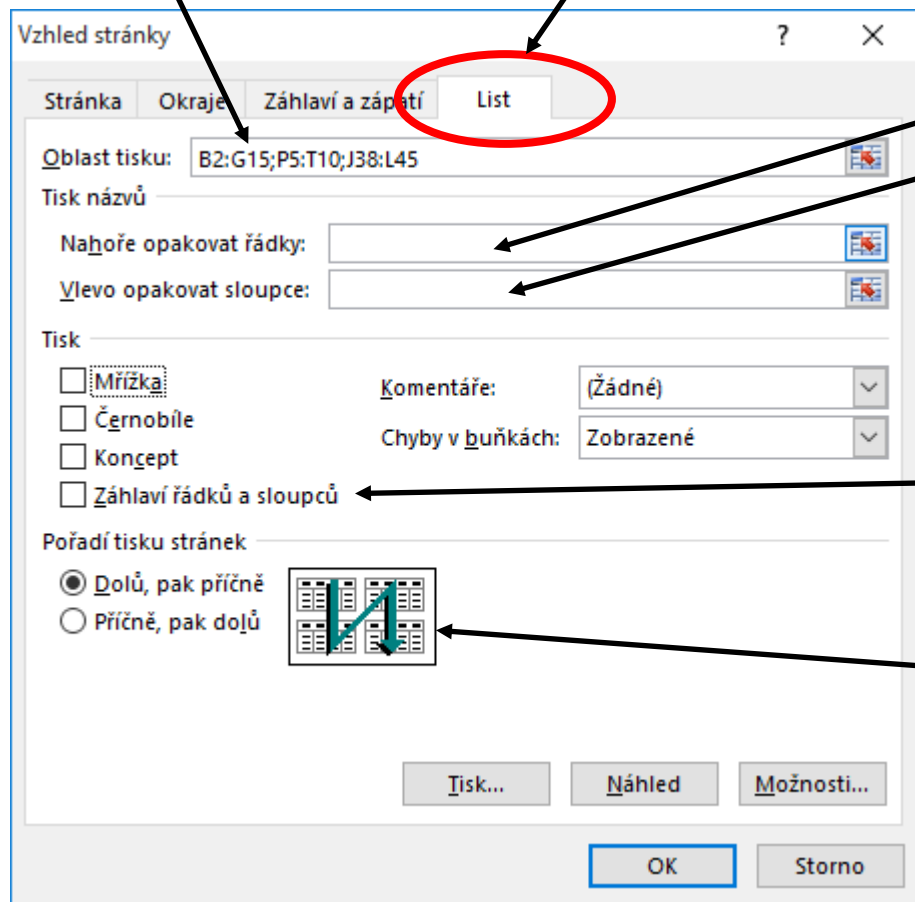 Vzhled stránky ? ×
Stránka Okraje Záhlaví a zápatí List
Oblast tisku: B2:G15;P5:T10;J38:L45
Tisk názvů
Nahoře opakovat řádky:
Vlevo opakovat sloupce:
Tisk
Mřížka Komentáře: (Žádné)
Černobíle
Chyby v buňkách: Zobrazené
Koncept
Záhlaví řádků a sloupců
Pořadí tisku stránek
Dolů, pak příčně
Příčně, pak dolů
Tisk... Náhled Možnosti...
OK Storno